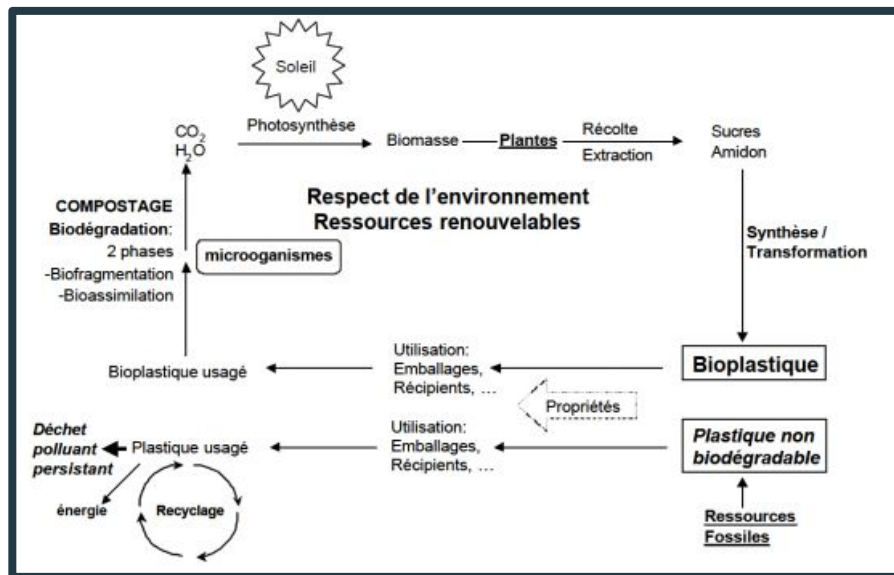 Soleil
CO2
H2O
Photosynthèse
Biomasse
Plantes
Récolte
Extraction
Sucres
Amidon
Respect de l'environnement
Ressources renouvelables
COMPOSTAGE
Biodégradation:
2 phases
-Biofragmentation
-Bioassimilation
microoganismes
Synthèse /
Transformation
Bioplastique usagé
Utilisation:
Emballages,
Récipients, ...
Bioplastique
Propriétés
Déchet
polluant
persistant
Plastique usagé
Utilisation:
Emballages,
Récipients, ...
Plastique non
biodégradable
énergie
Recyclage
Ressources
Fossiles